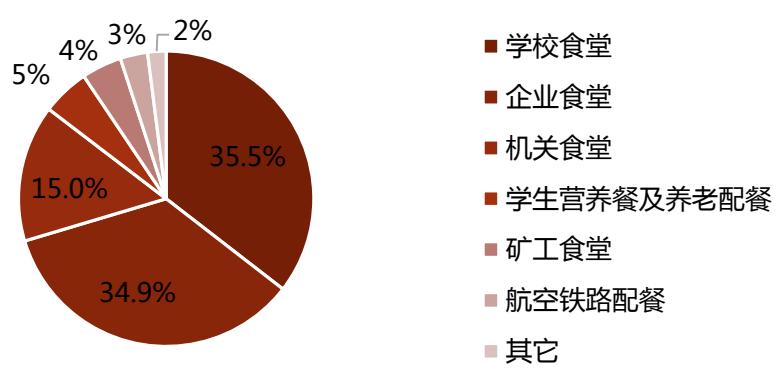 2%
3%
4%
5%
35.5%
15.0%
34.9%
学校食堂
企业食堂
机关食堂
学生营养餐及养老配餐
矿工食堂
航空铁路配餐
其它